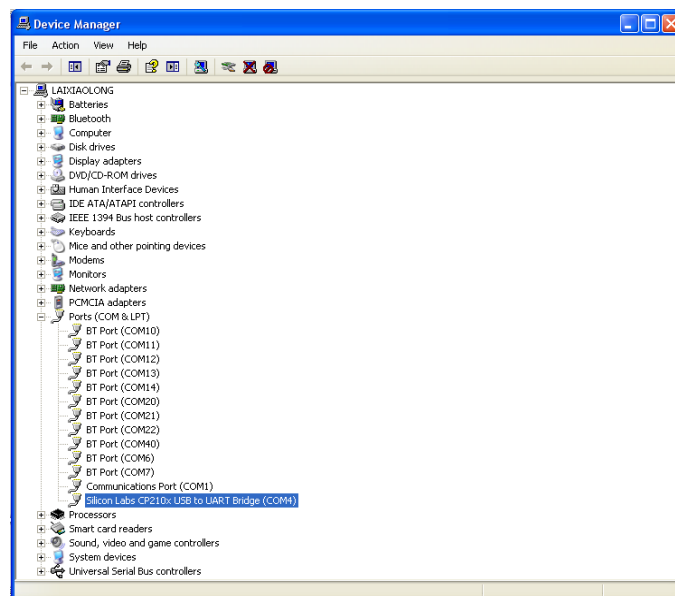 Device Manager
File Action View Help
LAIXIAOLONG
Batteries
Bluetooth
Computer
Disk drives
Display adapters
DVD/CD-ROM drives
Human Interface Devices
IDE ATA/ATAPI controllers
IEEE 1394 Bus host controllers
Keyboards
Mice and other pointing devices
Modems
Monitors
Network adapters
PCMCIA adapters
Ports (COM & LPT)
BT Port (COM10)
BT Port (COM11)
BT Port (COM12)
BT Port (COM13)
BT Port (COM14)
BT Port (COM20)
BT Port (COM21)
BT Port (COM22)
BT Port (COM40)
BT Port (COM6)
BT Port (COM7)
Communications Port (COM1)
Silicon Labs CP210x USB to UART Bridge (COM4)
Processors
Smart card readers
Sound, video and game controllers
System devices
Universal Serial Bus controllers